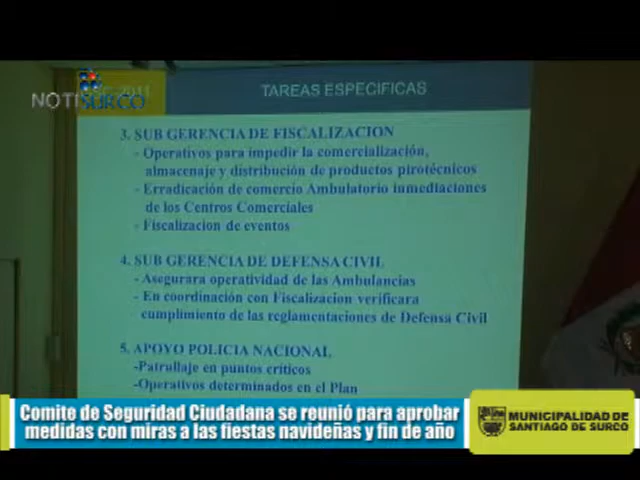 NOTISURCO
TAREAS ESPECIFICAS
3. SUB GERENCIA DE FISCALIZACION
- Operativos para impedir la comercialización,
almacenaje y distribución de productos pirotécnicos
- Erradicación de comercio Ambulatorio inmediaciones
de los Centros Comerciales
- Fiscalizacion de eventos
4. SUB GERENCIA DE DEFENSA CIVIL
- Asegurara operatividad de las Ambulancias
- En coordinación con Fiscalizacion verificara
cumplimiento de las reglamentaciones de Defensa Civil
5. APOYO POLICIA NACIONAL
-Patrullaje en puntos críticos
-Operativos determinados en el Plan
Comite de Seguridad Ciudadana se reunió para aprobar
medidas con miras a las fiestas navideñas y fin de año
MUNICIPALIDAD DE
SANTIAGO DE SURCO